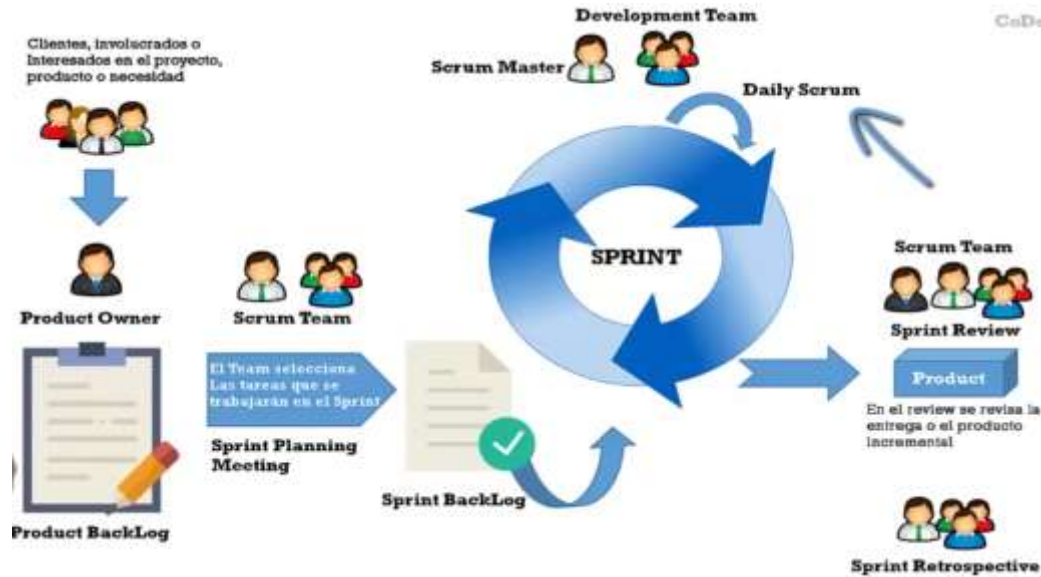 Clientes, involucrados o
Interesados en el proyecto,
producto o necesidad
Product Owner
Product BackLog
Scrum Team
El Team selecciona
Las tareas que se
trabajarán en el Sprint
Sprint Planning
Meeting
Sprint BackLog
Development Team
Scrum Master
Daily Scrum
SPRINT
Scrum Team
Sprint Review
Product
En el review se revisa la
entrega o el producto
incremental
Sprint Retrospective